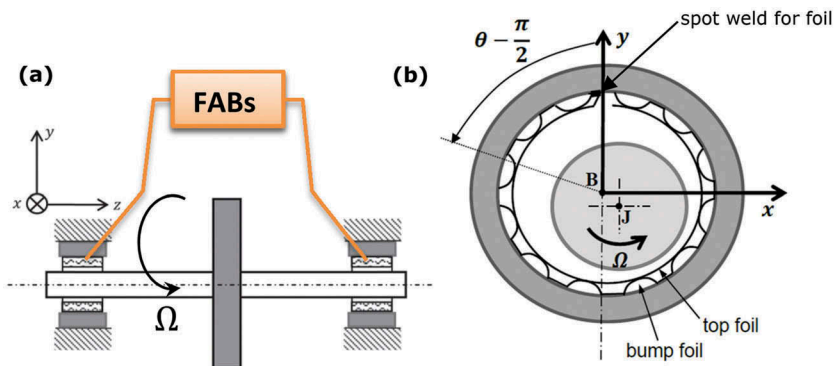 (a)
FABs
y
x
z
Ω
(b)
spot weld for foil
θ − π/2
y
B
x
J
Ω
top foil
bump foil